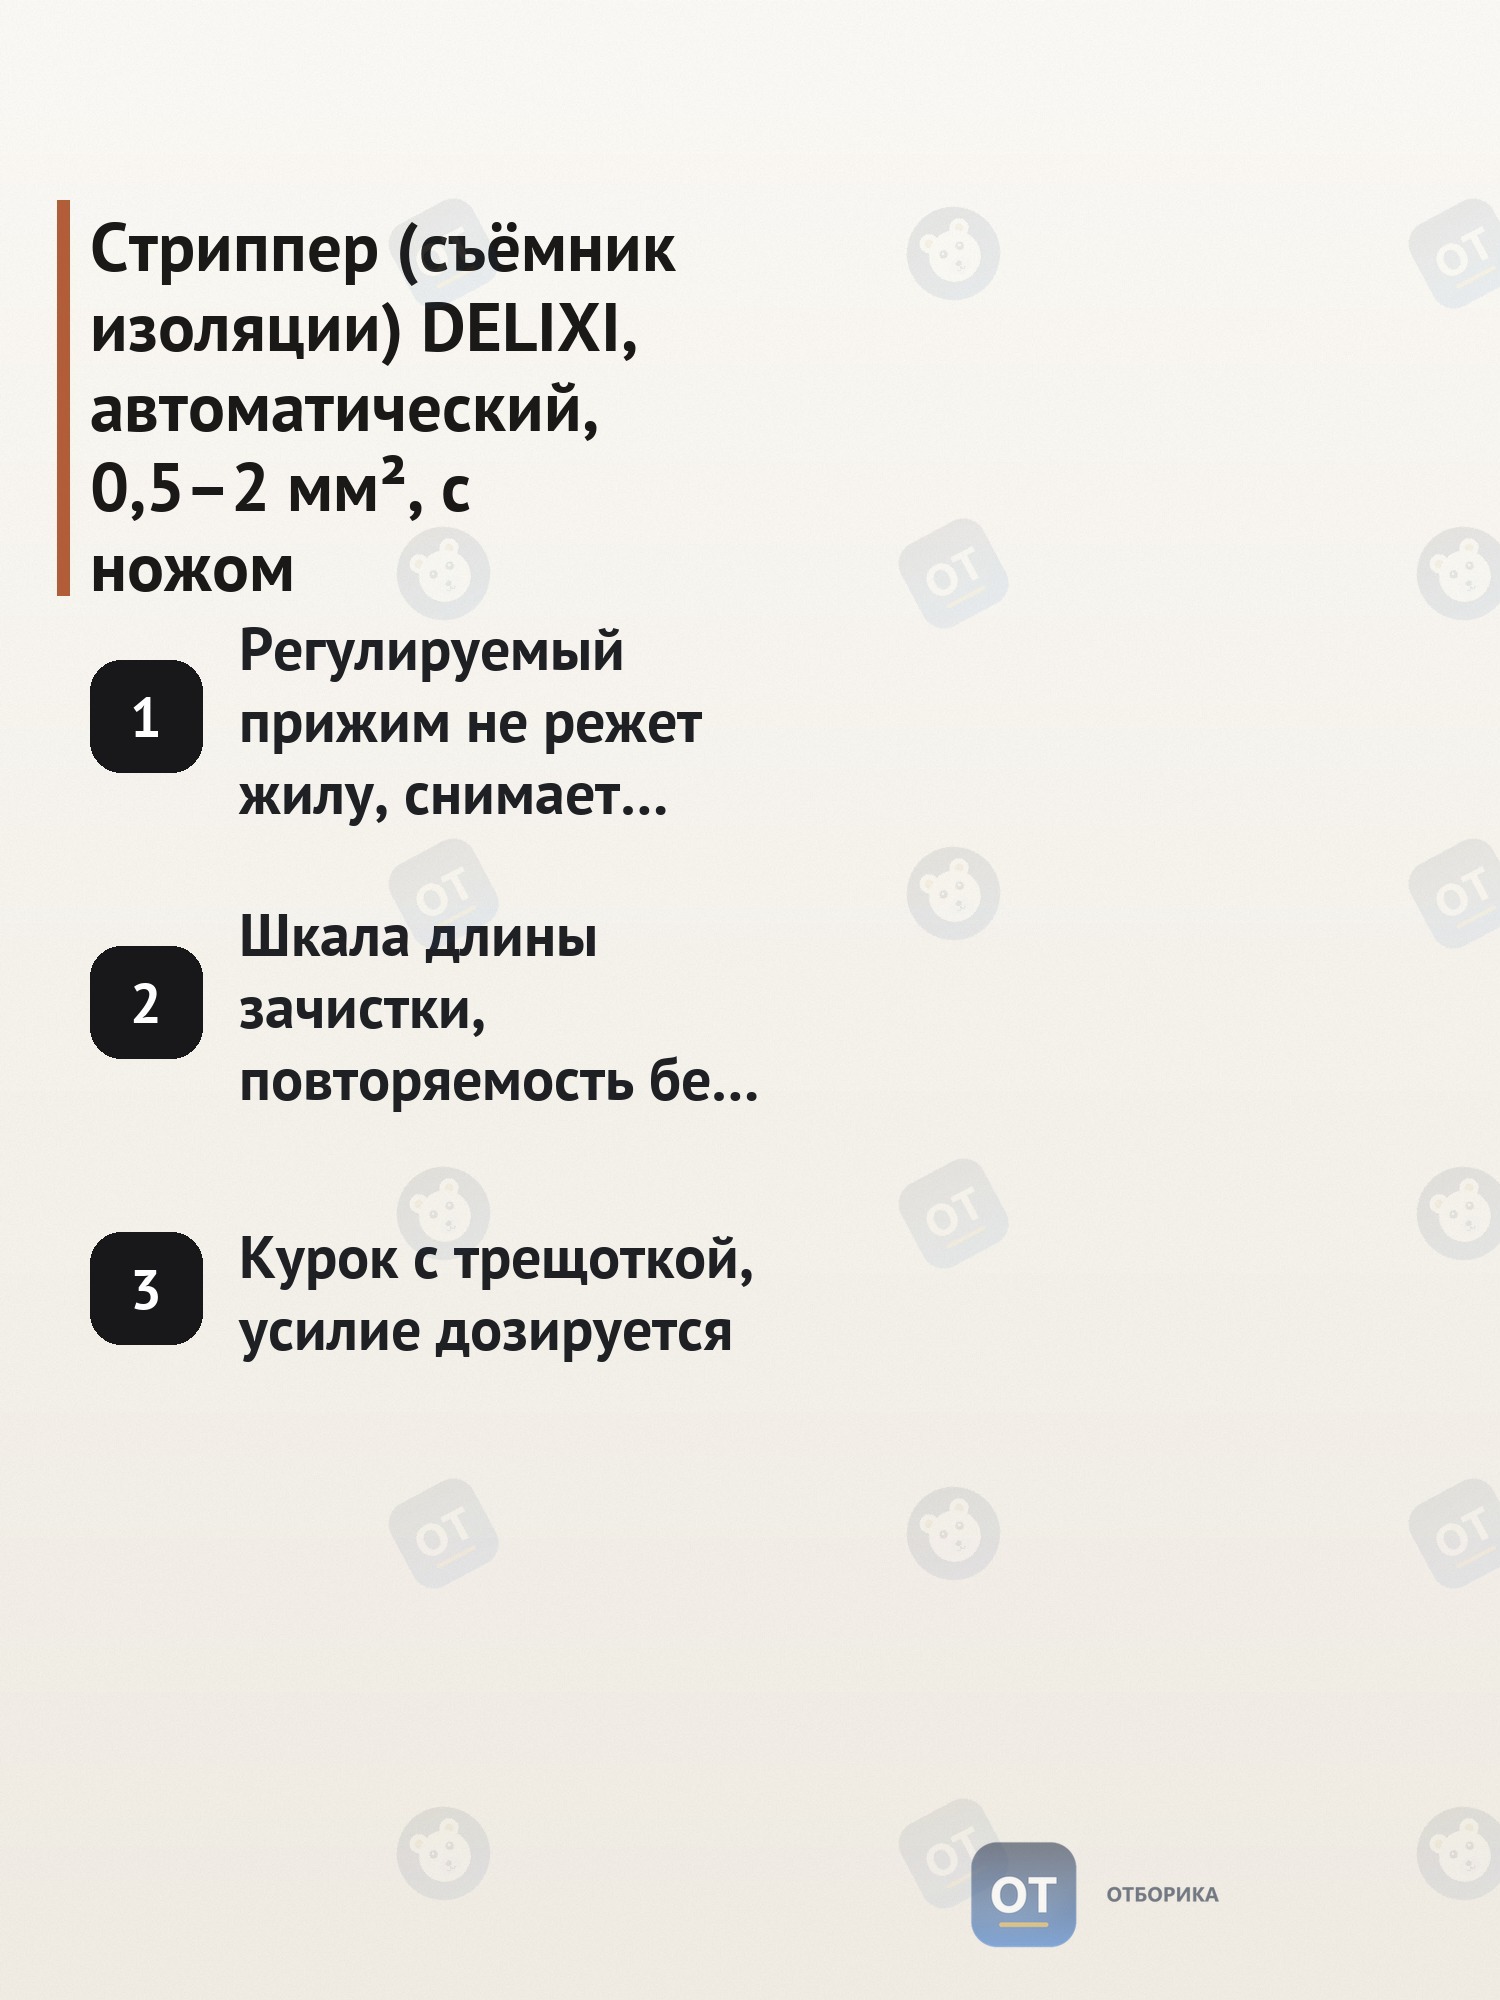 Стриппер (съёмник
изоляции) DELIXI,
автоматический,
0,5–2 мм², с
ножом
1
Регулируемый
прижим не режет
жилу, снимает...
2
Шкала длины
зачистки,
повторяемость бе...
3
Курок с трещоткой,
усилие дозируется
ОТ
ОТБОРИКА